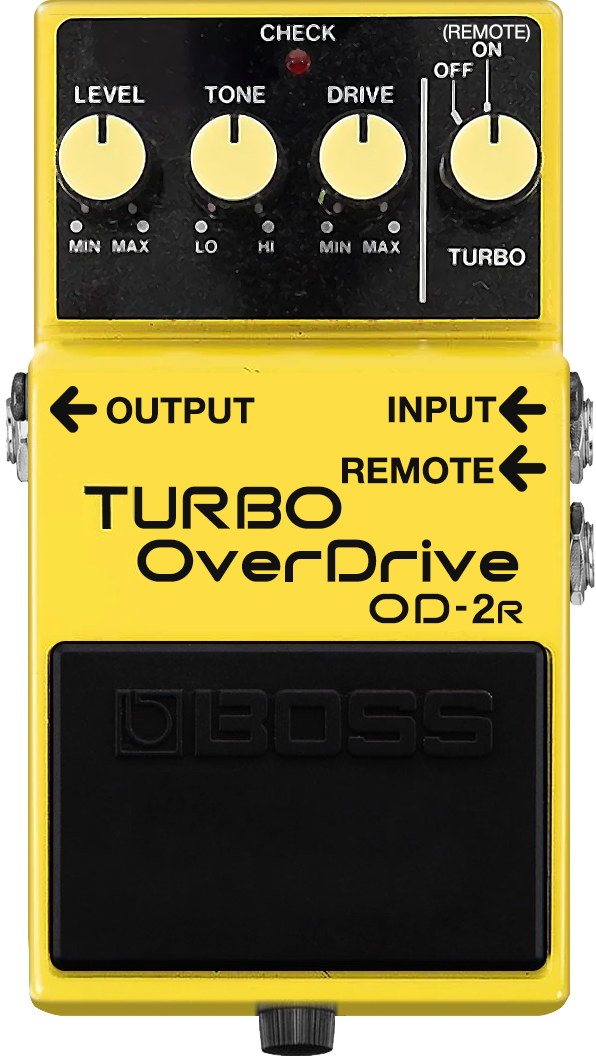 CHECK
(REMOTE)
ON
OFF
LEVEL
TONE
DRIVE
MIN MAX
LO HI
MIN MAX
TURBO
OUTPUT
INPUT
REMOTE
TURBO
OverDrive
OD-2R
BOSS